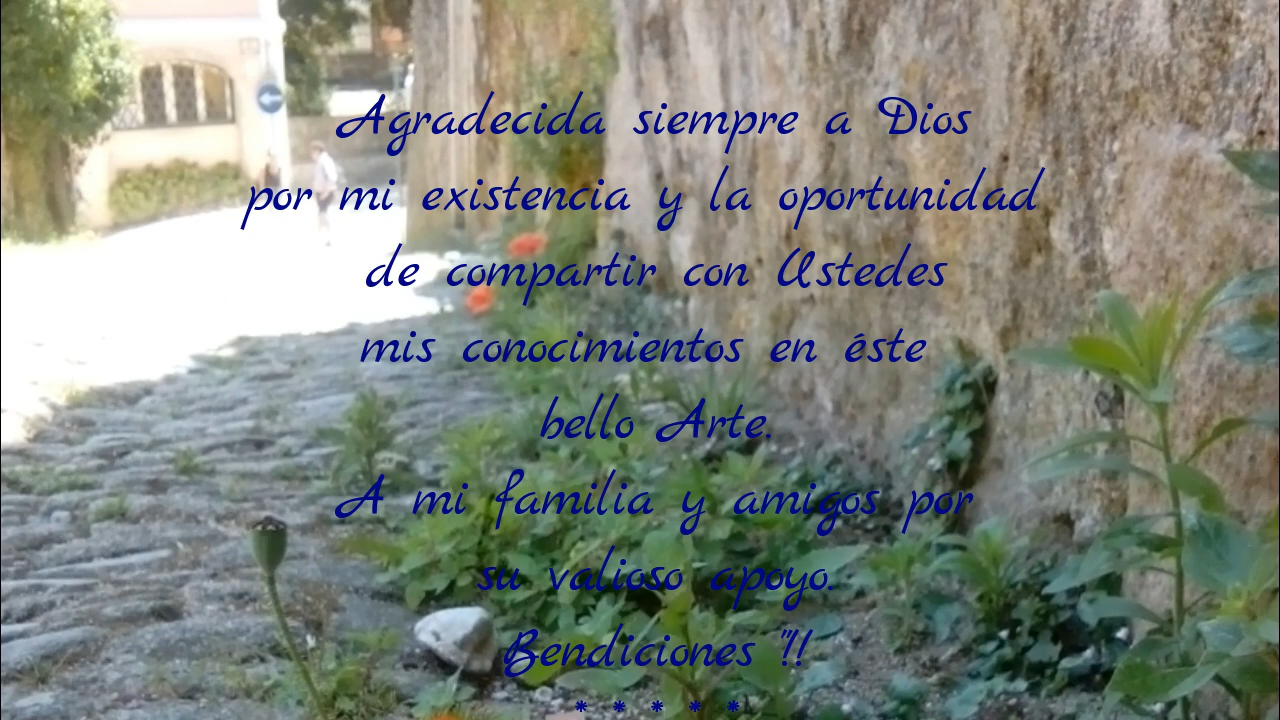 Agradecida siempre a Dios
por mi existencia y la oportunidad
de compartir con Ustedes
mis conocimientos en éste
bello Arte.
A mi familia y amigos por
su valioso apoyo.
Bendiciones "!!
* * * * *